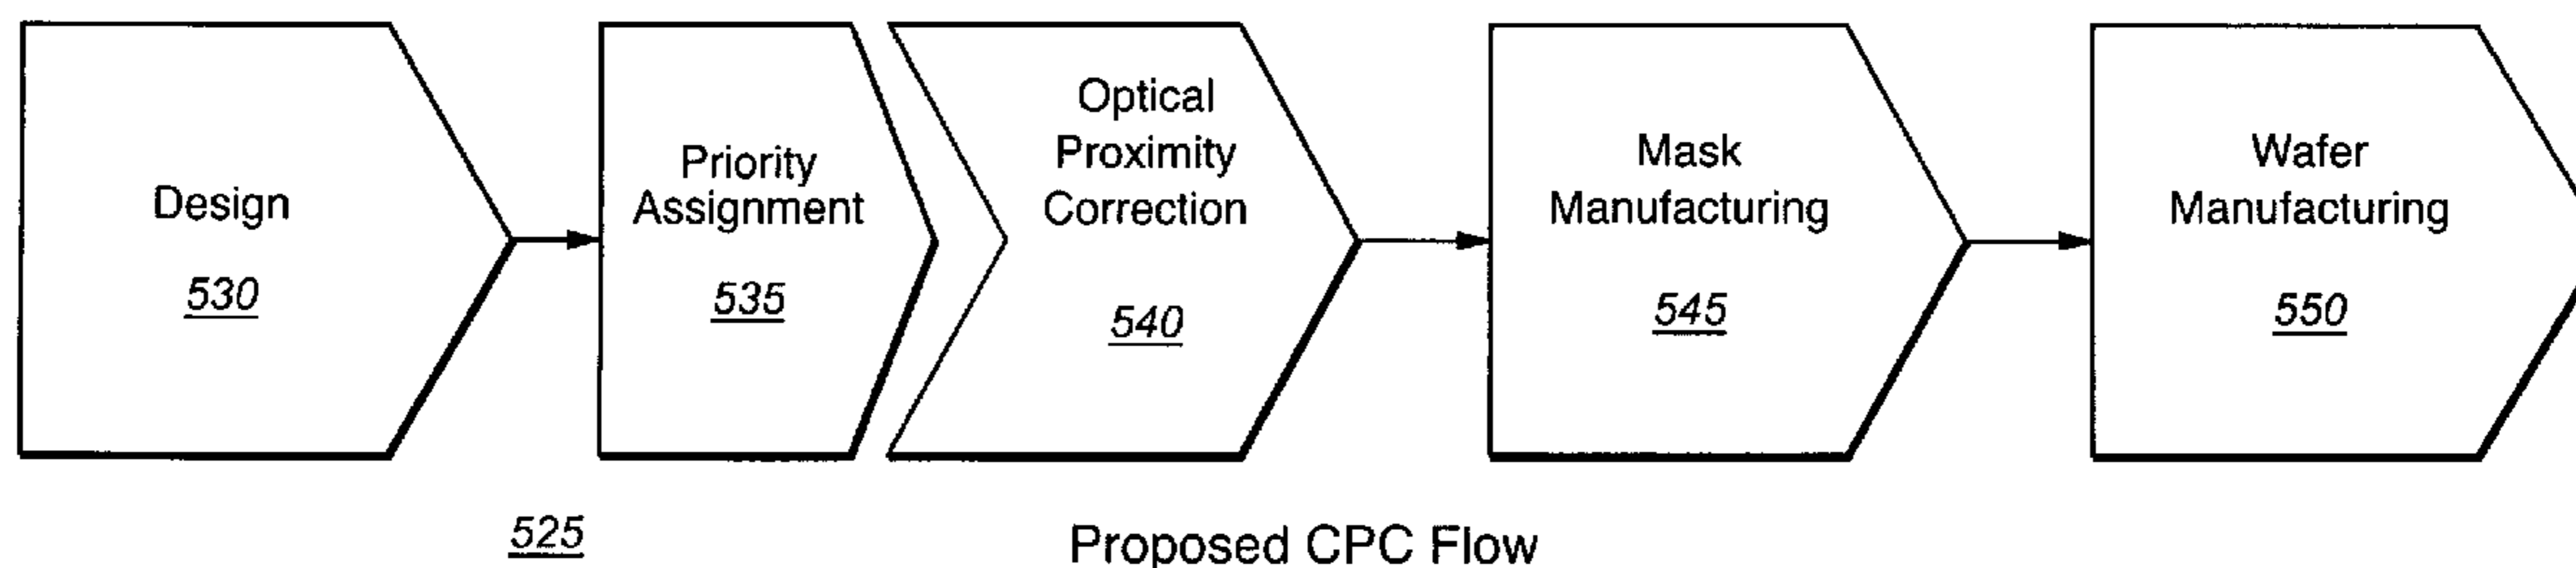 Design
530
Priority
Assignment
535
Optical
Proximity
Correction
540
Mask
Manufacturing
545
Wafer
Manufacturing
550
525
Proposed CPC Flow